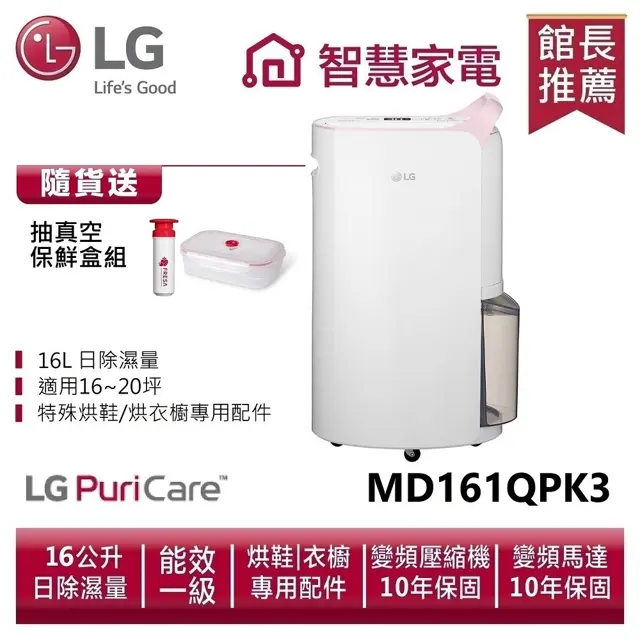 LG
Life's Good
智慧家電
館長
推薦
隨貨送
抽真空
保鮮盒組
FRESA
LG
16L 日除濕量
適用16~20坪
特殊烘鞋/烘衣櫥專用配件
LG PuriCare™
MD161QPK3
16公升
日除濕量
能效
一級
烘鞋|衣櫥
專用配件
變頻壓縮機
10年保固
變頻馬達
10年保固